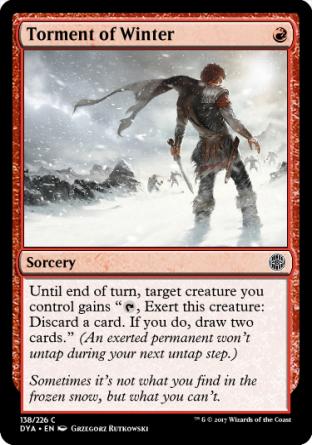 Torment of Winter
Sorcery
Until end of turn, target creature you
control gains “, Exert this creature:
Discard a card. If you do, draw two
cards.” (An exerted permanent won’t
untap during your next untap step.)
Sometimes it’s not what you find in the
frozen snow, but what you can’t.
138/226 C
DYA • EN Grzegorz Rutkowski
™ & © 2017 Wizards of the Coast